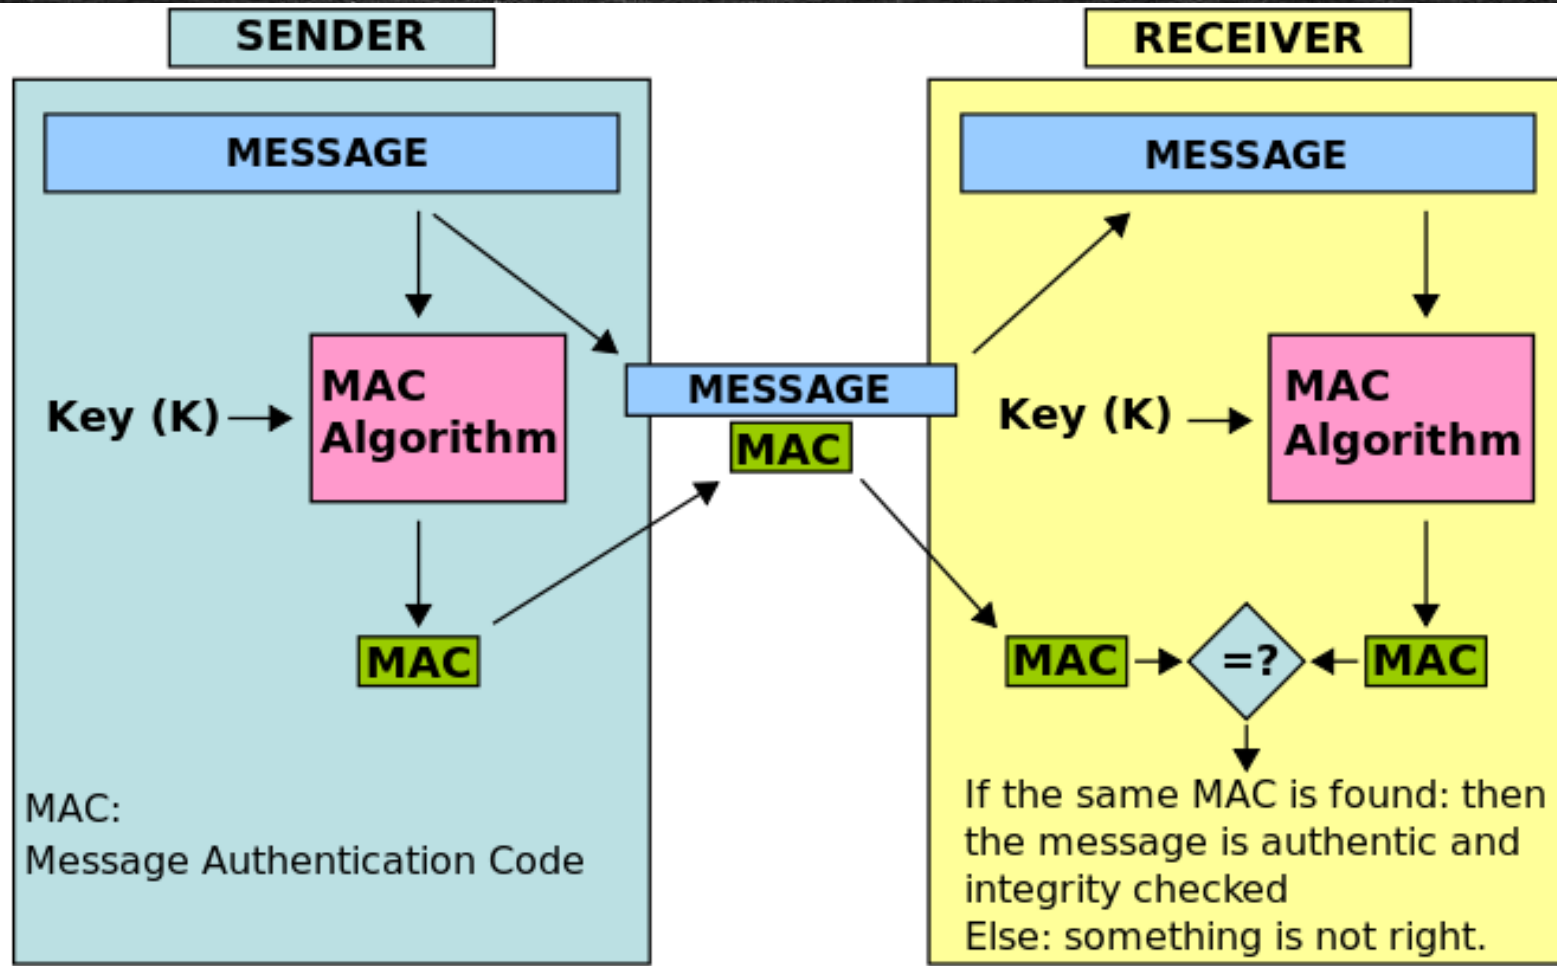 SENDER
RECEIVER
MESSAGE
MESSAGE
Key (K)
MAC
Algorithm
MESSAGE
MAC
Key (K)
MAC
Algorithm
MAC
MAC
=?
MAC
MAC:
Message Authentication Code
If the same MAC is found: then
the message is authentic and
integrity checked
Else: something is not right.